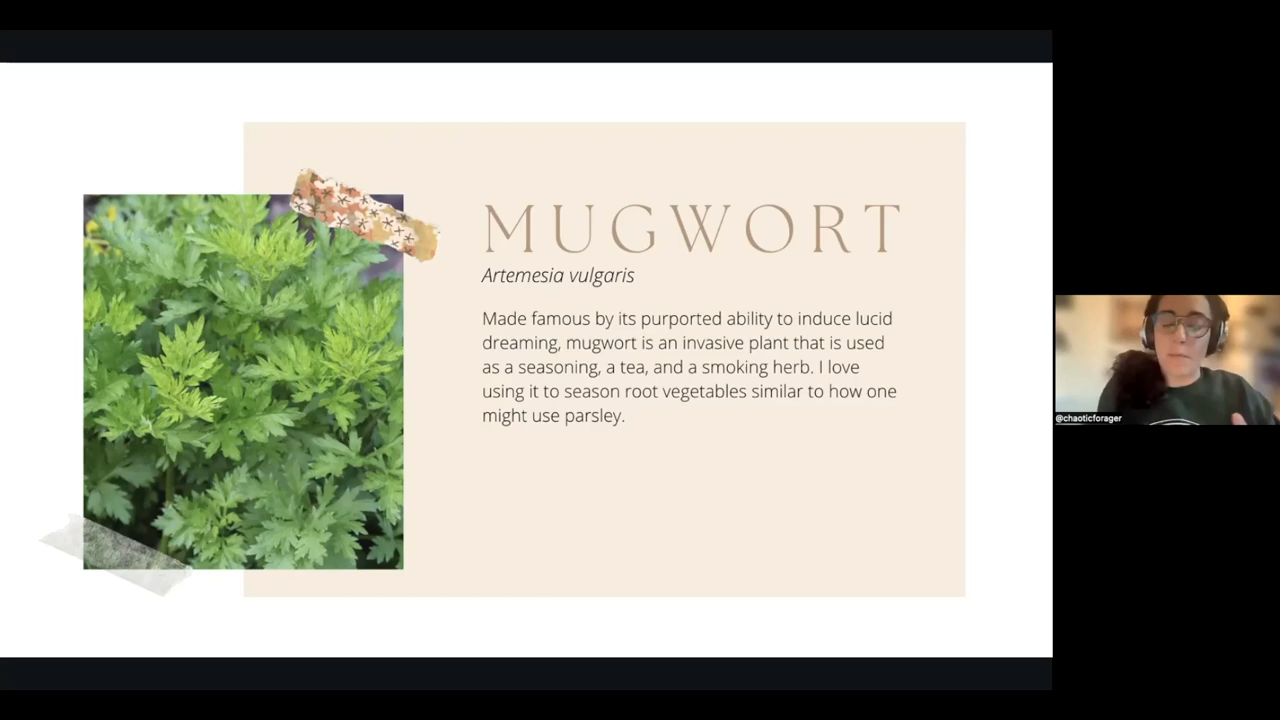 MUGWORT
Artemesia vulgaris
Made famous by its purported ability to induce lucid
dreaming, mugwort is an invasive plant that is used
as a seasoning, a tea, and a smoking herb. I love
using it to season root vegetables similar to how one
might use parsley.
@chaoticforager